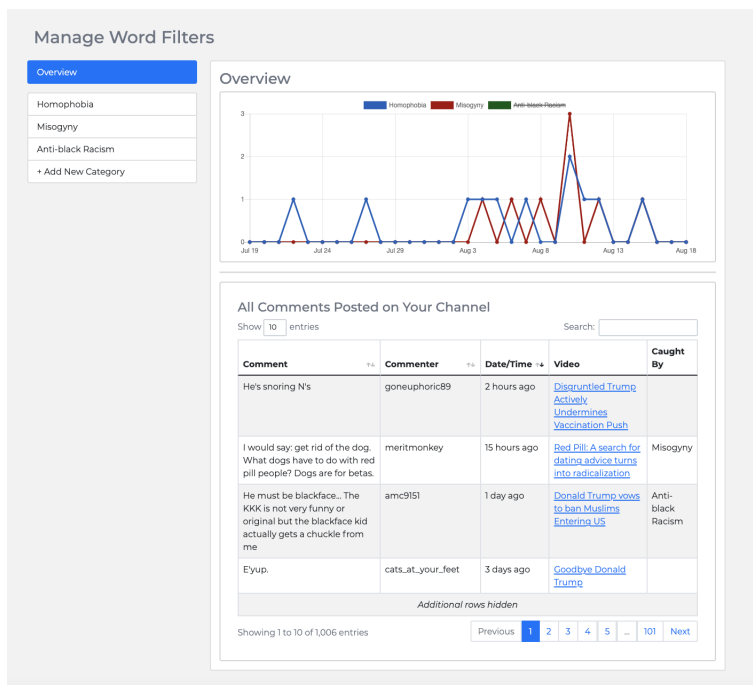 Manage Word Filters
Overview
Homophobia
Misogyny
Anti-black Racism
+ Add New Category
Overview
Homophobia Misogyny Anti-black Racism
3
2
1
0
Jul 19 Jul 24 Jul 29 Aug 3 Aug 8 Aug 13 Aug 18
All Comments Posted on Your Channel
Show 10 entries Search:
Comment Commenter Date/Time Video Caught
By
He's snoring N's goneuphoric89 2 hours ago Disgruntled Trump
Actively
Undermines
Vaccination Push
I would say: get rid of the dog. meritmonkey 15 hours ago Red Pill: A search for Misogyny
What dogs have to do with red dating advice turns
pill people? Dogs are for betas. into radicalization
He must be blackface... The amc9151 1 day ago Donald Trump vows Anti-
KKK is not very funny or to ban Muslims black
original but the blackface kid Entering US Racism
actually gets a chuckle from
me
E'yup. cats_at_your_feet 3 days ago Goodbye Donald
Trump
Additional rows hidden
Showing 1 to 10 of 1,006 entries Previous 1 2 3 4 5 ... 101 Next